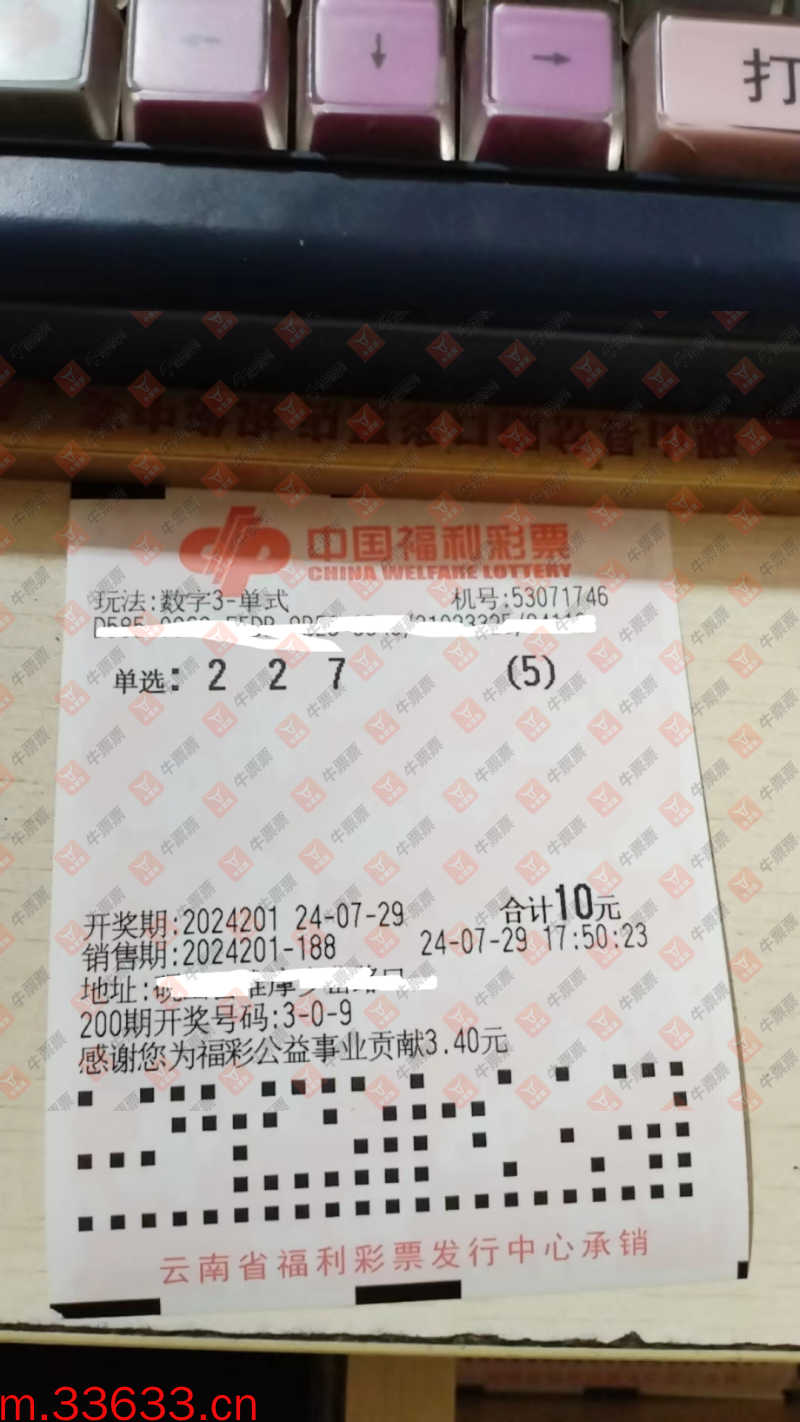 打
中国福利彩票
CHINA WELFARE LOTTERY
玩法:数字3-单式 机号:53071746
单选: 2 2 7 (5)
合计10元
开奖期:2024201 24-07-29
销售期:2024201-188 24-07-29 17:50:23
地址:
200期开奖号码:3-0-9
感谢您为福彩公益事业贡献3.40元
云南省福利彩票发行中心承销
牛票票
m.33633.cn